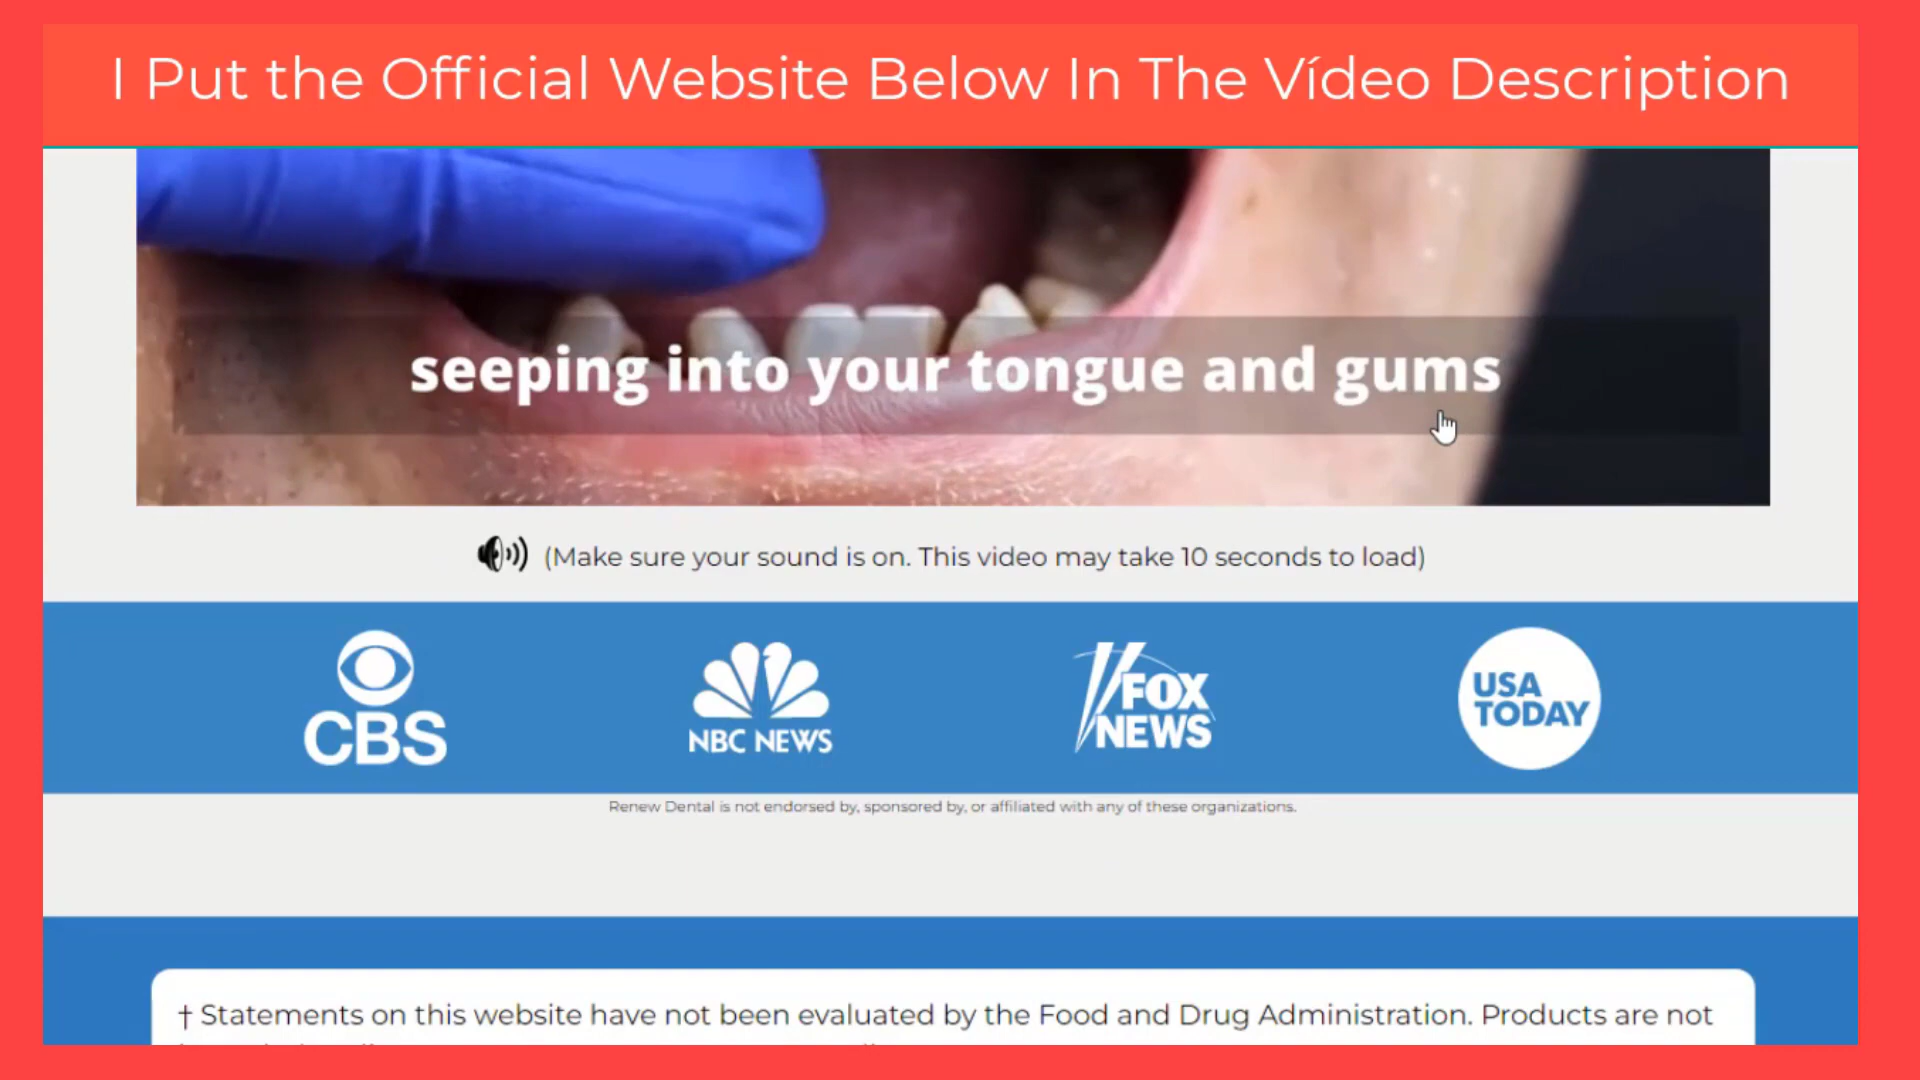 I Put the Official Website Below In The Vídeo Description
seeping into your tongue and gums
(Make sure your sound is on. This video may take 10 seconds to load)
CBS
NBC NEWS
FOX
NEWS
USA
TODAY
Renew Dental is not endorsed by, sponsored by, or affiliated with any of these organizations.
† Statements on this website have not been evaluated by the Food and Drug Administration. Products are not